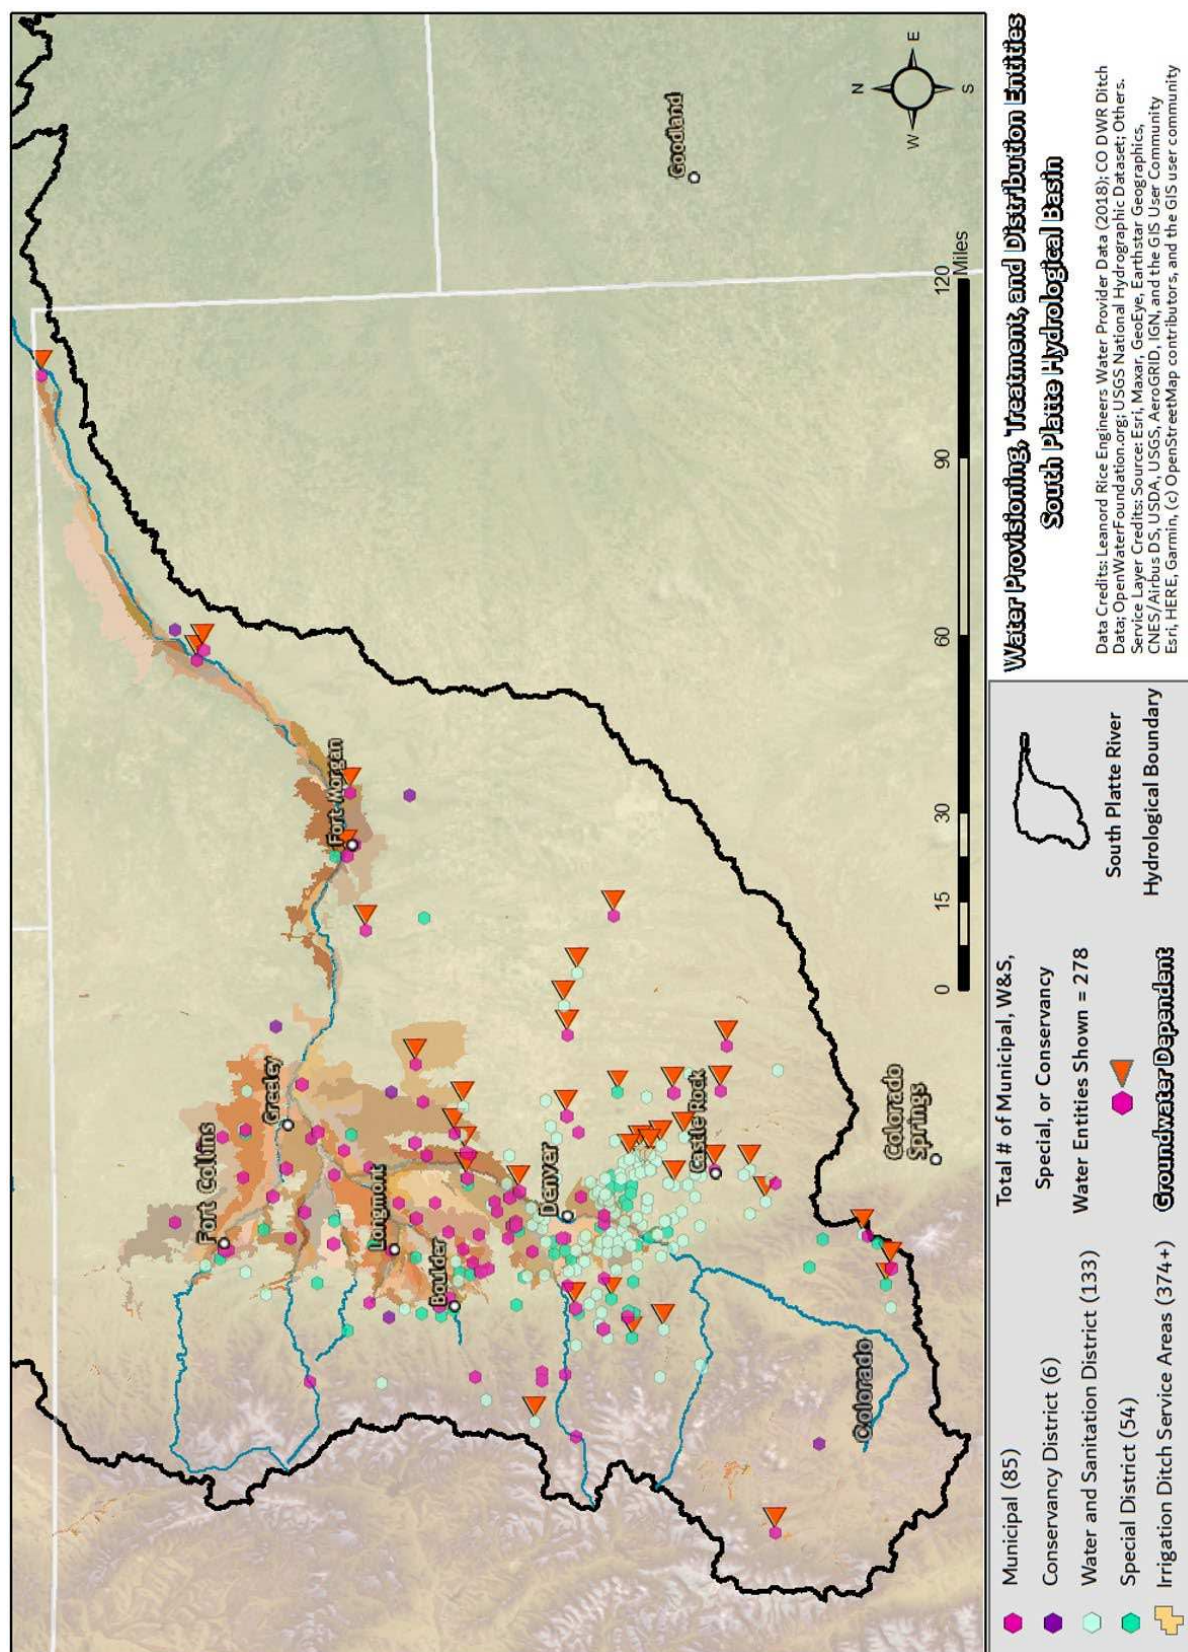 Fort Collins
Greeley
Fort Morgan
Longmont
Boulder
Denver
Castle Rock
Goodland
Colorado
Colorado
Springs
N
W
E
S
0
15
30
60
90
120
Miles
Municipal (85)
Conservancy District (6)
Water and Sanitation District (133)
Special District (54)
Irrigation Ditch Service Areas (374+)
Total # of Municipal, W&S,
Special, or Conservancy
Water Entities Shown = 278
Groundwater Dependent
South Platte River
Hydrological Boundary
Water Provisioning, Treatment, and Distribution Entities
South Platte Hydrological Basin
Data Credits: Leanord Rice Engineers Water Provider Data (2018); CO DWR Ditch
Data; OpenWaterFoundation.org; USGS National Hydrographic Dataset; Others.
Service Layer Credits: Source: Esri, Maxar, GeoEye, Earthstar Geographics,
CNES/Airbus DS, USDA, USGS, AeroGRID, IGN, and the GIS User Community
Esri, HERE, Garmin, (c) OpenStreetMap contributors, and the GIS user community